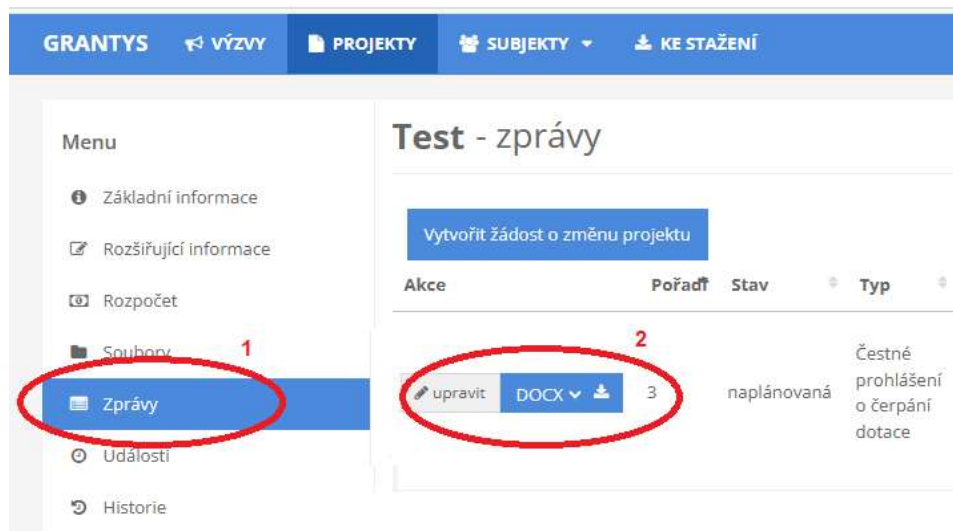 GRANTYS VÝZVY PROJEKTY SUBJEKTY KE STAŽENÍ
Menu
Základní informace
Rozšiřující informace
Rozpočet
Soubory
1
Zprávy
Události
Historie
Test - zprávy
Vytvořit žádost o změnu projektu
Akce Pořadí Stav Typ
2
upravit DOCX 3 naplánovaná
Čestné
prohlášení
o čerpání
dotace